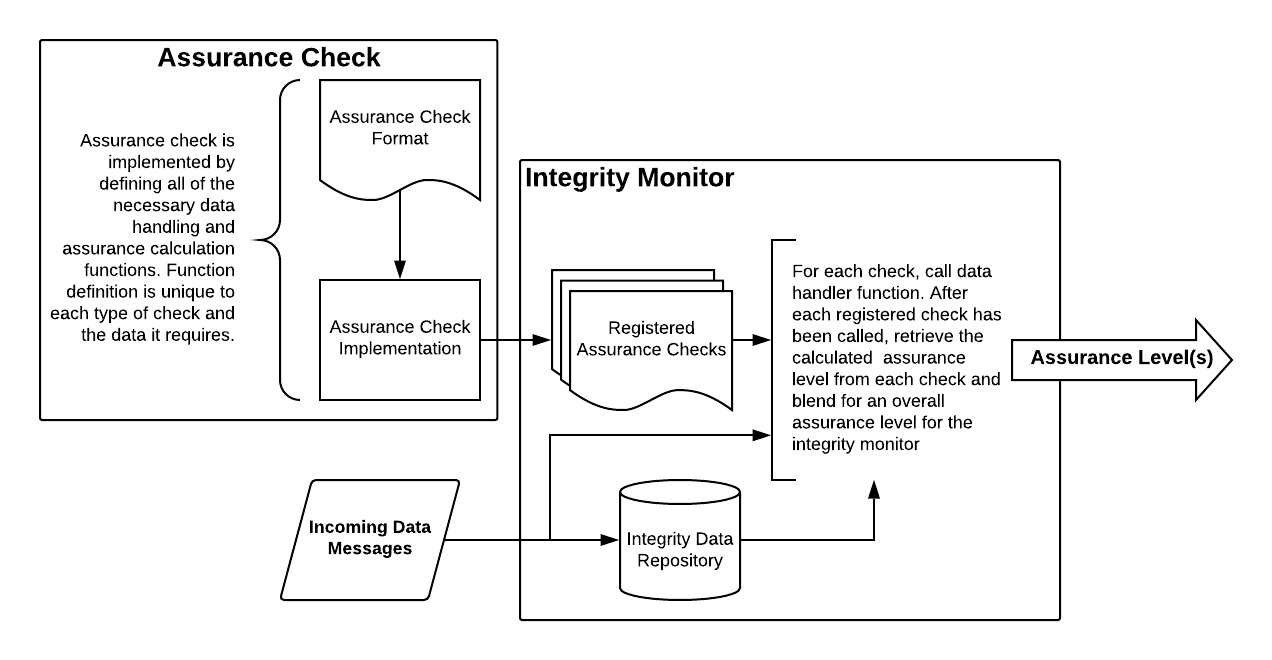 Assurance Check
Assurance check is
implemented by
defining all of the
necessary data
handling and
assurance calculation
functions. Function
definition is unique to
each type of check and
the data it requires.
Assurance Check
Format
Assurance Check
Implementation
Integrity Monitor
Registered
Assurance Checks
For each check, call data
handler function. After
each registered check has
been called, retrieve the
calculated  assurance
level from each check and
blend for an overall
assurance level for the
integrity monitor
Assurance Level(s)
Incoming Data
Messages
Integrity Data
Repository